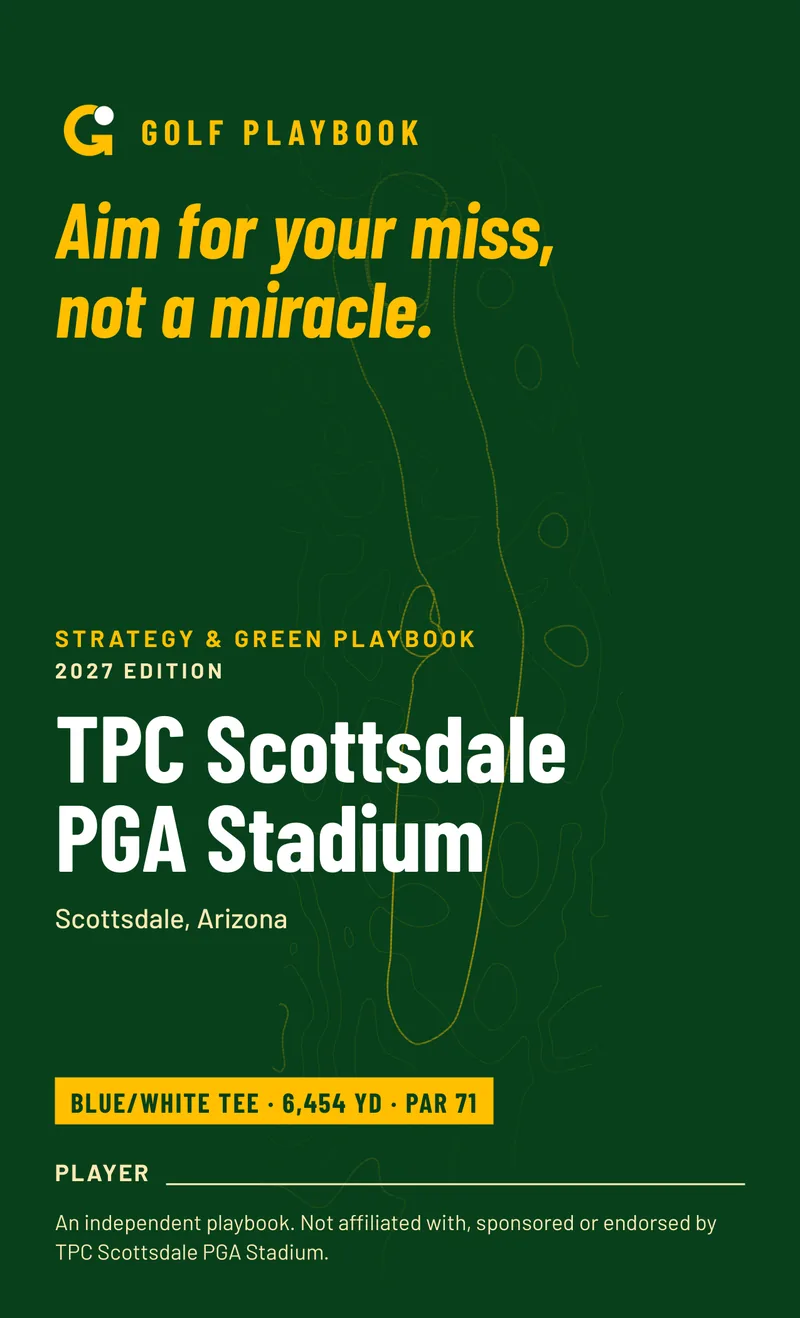 GOLF PLAYBOOK
Aim for your miss,
not a miracle.
STRATEGY & GREEN PLAYBOOK
2027 EDITION
TPC Scottsdale
PGA Stadium
Scottsdale, Arizona
BLUE/WHITE TEE · 6,454 YD · PAR 71
PLAYER
An independent playbook. Not affiliated with, sponsored or endorsed by
TPC Scottsdale PGA Stadium.